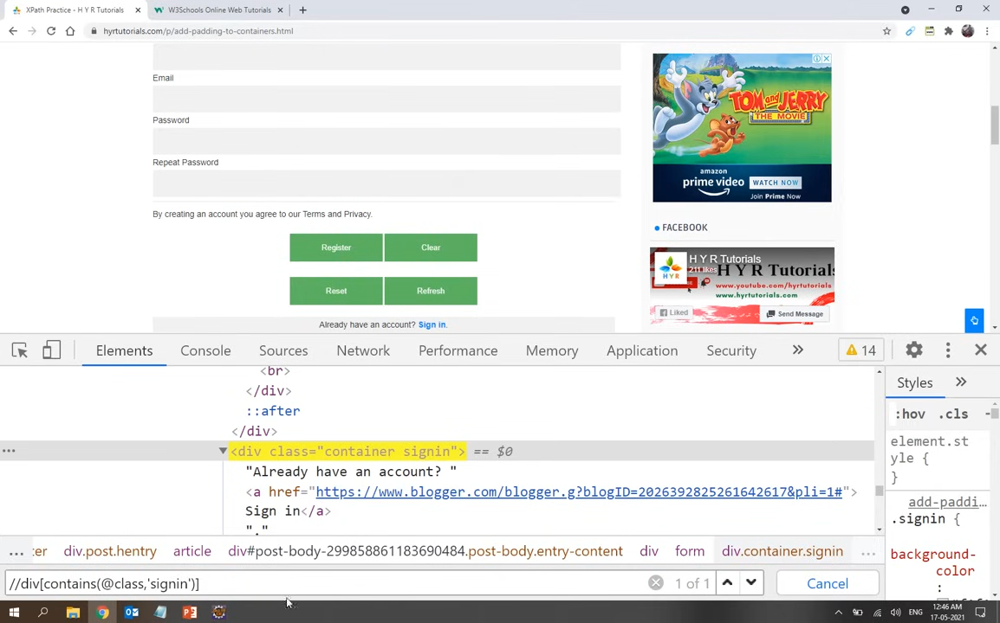 XPath Practice - H Y R Tutorials
W3Schools Online Web Tutorials
hyrtutorials.com/p/add-padding-to-containers.html
Email
Password
Repeat Password
By creating an account you agree to our Terms and Privacy.
Register
Clear
Reset
Refresh
Already have an account? Sign in.
TOM and JERRY
THE MOVIE
amazon
prime video
WATCH NOW
Join Prime Now
FACEBOOK
H Y R Tutorials
211 likes
H Y R Tutorials
HYR
www.youtube.com/hyrtutorials
www.hyrtutorials.com
Liked
Send Message
Elements
Console
Sources
Network
Performance
Memory
Application
Security
»
14
<br>
</div>
::after
</div>
<div class="container signin"> == $0
"Already have an account? "
<a href="https://www.blogger.com/blogger.g?blogID=2026392825261642617&pli=1#">
Sign in</a>
"."
Styles
»
:hov .cls
element.st
yle {
}
add-paddi…
.signin {
background-
color
:
... ter div.post.hentry article div#post-body-299858861183690484.post-body.entry-content div form div.container.signin ...
//div[contains(@class,'signin')]
1 of 1
Cancel
ENG
12:46 AM
17-05-2021